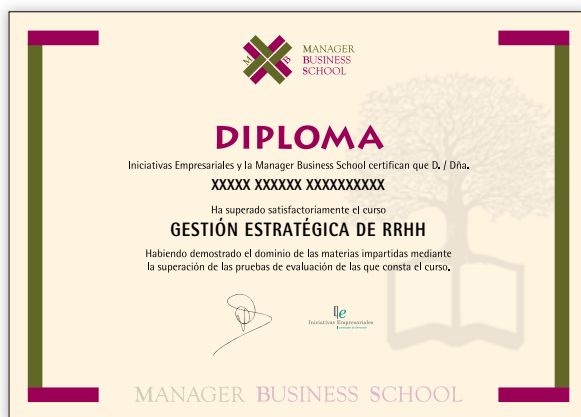 M B
MANAGER
BUSINESS
SCHOOL
DIPLOMA
Iniciativas Empresariales y la Manager Business School certifican que D. / Dña.
XXXXX XXXXXX XXXXXXXXXX
Ha superado satisfactoriamente el curso
GESTIÓN ESTRATÉGICA DE RRHH
Habiendo demostrado el dominio de las materias impartidas mediante
la superación de las pruebas de evaluación de las que consta el curso.
Iniciativas Empresariales
MANAGER BUSINESS SCHOOL